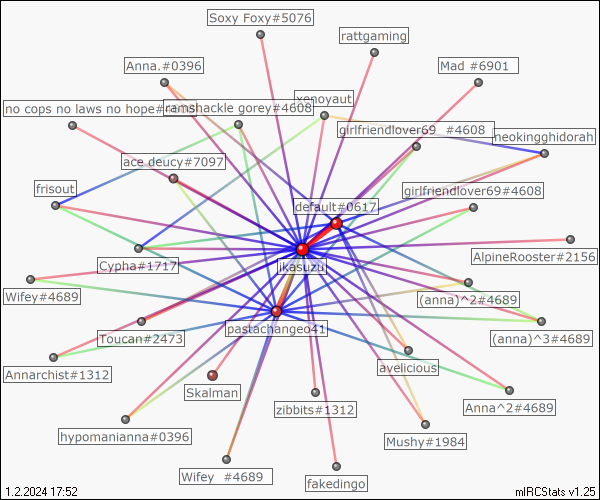 Soxy Foxy#5076
rattgaming
Anna.#0396
Mad #6901
no cops no laws no hope#
ramshackle gorey#4608
xenoyaut
girlfriendlover69 #4608
neokingghidorah
ace deucy#7097
frisout
girlfriendlover69#4608
default#0617
Cypha#1717
jkasuzu
AlpineRooster#2156
Wifey#4689
(anna)^2#4689
pastachangeo41
Toucan#2473
(anna)^3#4689
Annarchist#1312
avelicious
Skalman
zibbits#1312
Anna^2#4689
hypomanianna#0396
Mushy#1984
Wifey #4689
fakedingo
1.2.2024 17:52
mIRCStats v1.25